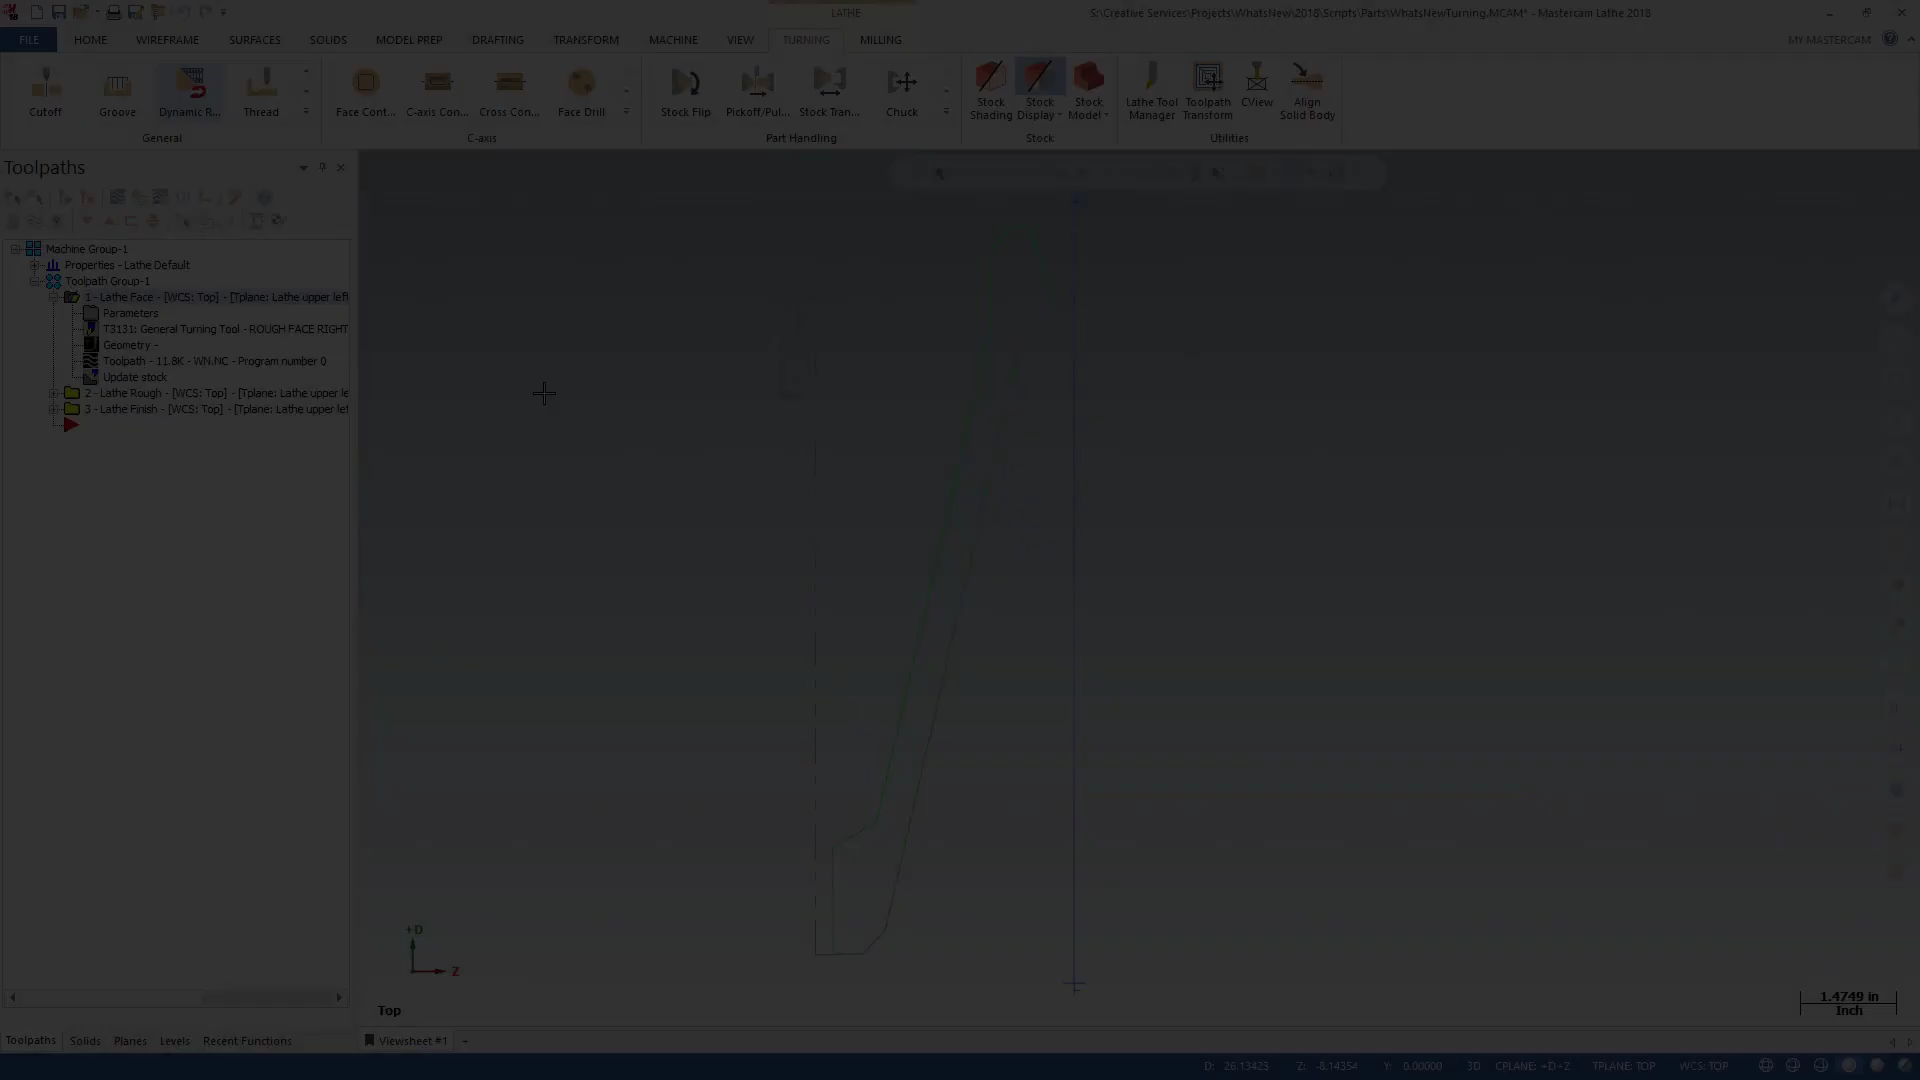 LATHE
S:\Creative Services\Projects\WhatsNew\2018\Scripts\Parts\WhatsNewTurning.MCAM* - Mastercam Lathe 2018
FILE HOME WIREFRAME SURFACES SOLIDS MODEL PREP DRAFTING TRANSFORM MACHINE VIEW TURNING MILLING MY MASTERCAM
Cutoff Groove Dynamic R... Thread Face Cont... C-axis Con... Cross Con... Face Drill Stock Flip Pickoff/Pul... Stock Tran... Chuck
Stock Shading Stock Display Stock Model Lathe Tool Manager Toolpath Transform CView Align Solid Body
General C-axis Part Handling Stock Utilities
Toolpaths
Machine Group-1
Properties - Lathe Default
Toolpath Group-1
1 - Lathe Face - [WCS: Top] - [Tplane: Lathe upper left
Parameters
T3131: General Turning Tool - ROUGH FACE RIGHT
Geometry -
Toolpath - 11.8K - WN.NC - Program number 0
Update stock
2 - Lathe Rough - [WCS: Top] - [Tplane: Lathe upper le
3 - Lathe Finish - [WCS: Top] - [Tplane: Lathe upper lef
+D
Z
Top
1.4749 in
Inch
Toolpaths Solids Planes Levels Recent Functions
Viewsheet #1 +
D: 26.13423 Z: -8.14354 Y: 0.00000 3D CPLANE: +D+Z TPLANE: TOP WCS: TOP